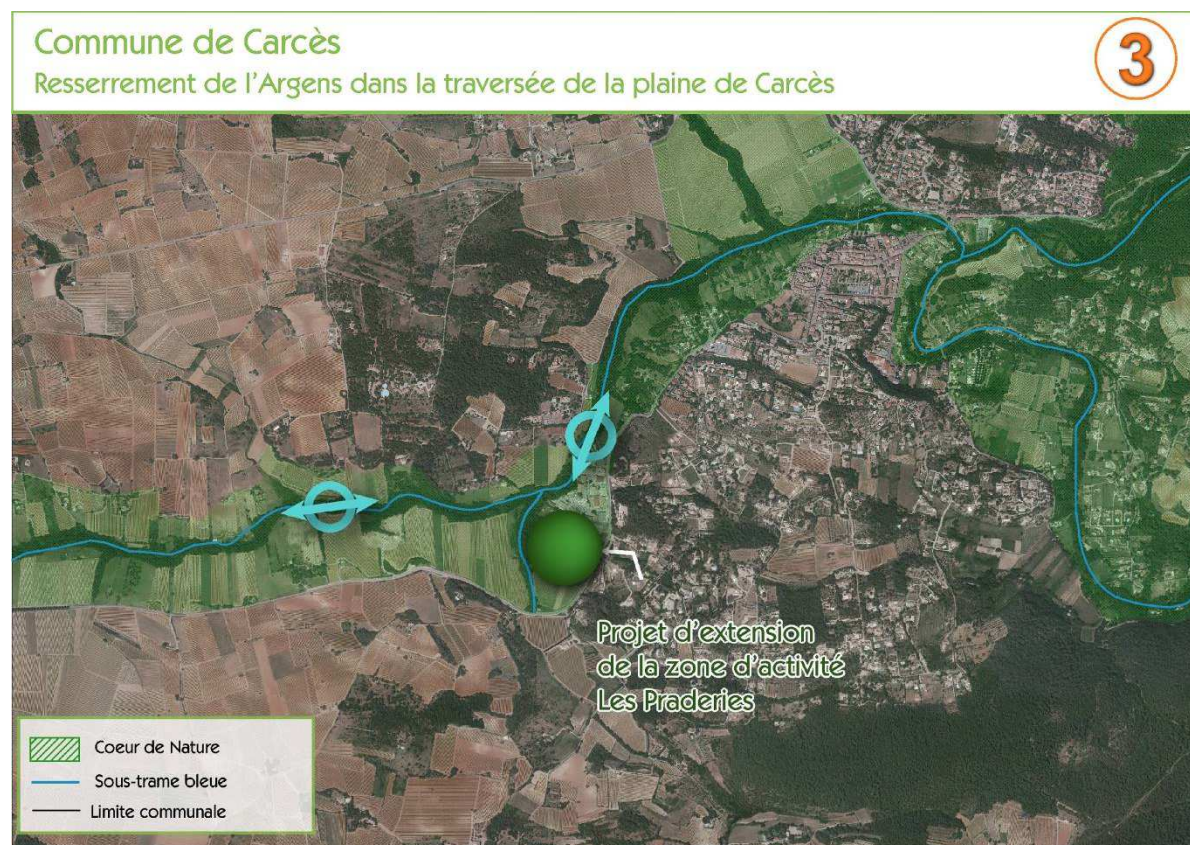 Commune de Carcès
Resserrement de l'Argens dans la traversée de la plaine de Carcès
3
Projet d'extension
de la zone d'activité
Les Praderies
Coeur de Nature
Sous-trame bleue
Limite communale